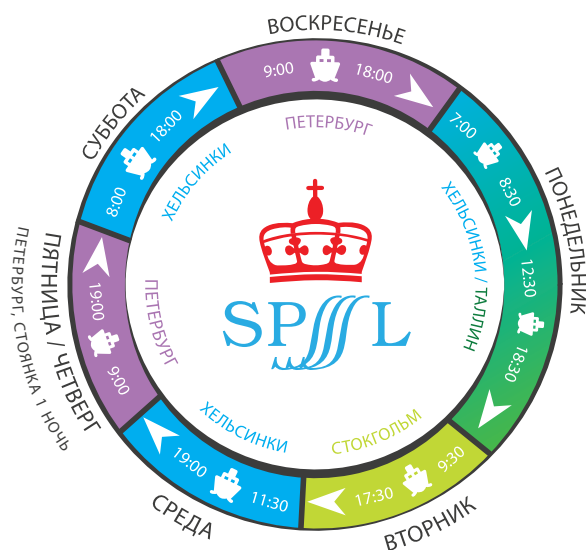 ВОСКРЕСЕНЬЕ
9:00 18:00
ПЕТЕРБУРГ
ПОНЕДЕЛЬНИК
7:00 8:30
12:30 18:30
ХЕЛЬСИНКИ / ТАЛЛИН
ВТОРНИК
9:30 17:30
СТОКГОЛЬМ
СРЕДА
11:30 19:00
ХЕЛЬСИНКИ
ПЯТНИЦА / ЧЕТВЕРГ
ПЕТЕРБУРГ, СТОЯНКА 1 НОЧЬ
9:00 19:00
ПЕТЕРБУРГ
СУББОТА
8:00 18:00
ХЕЛЬСИНКИ
SPL